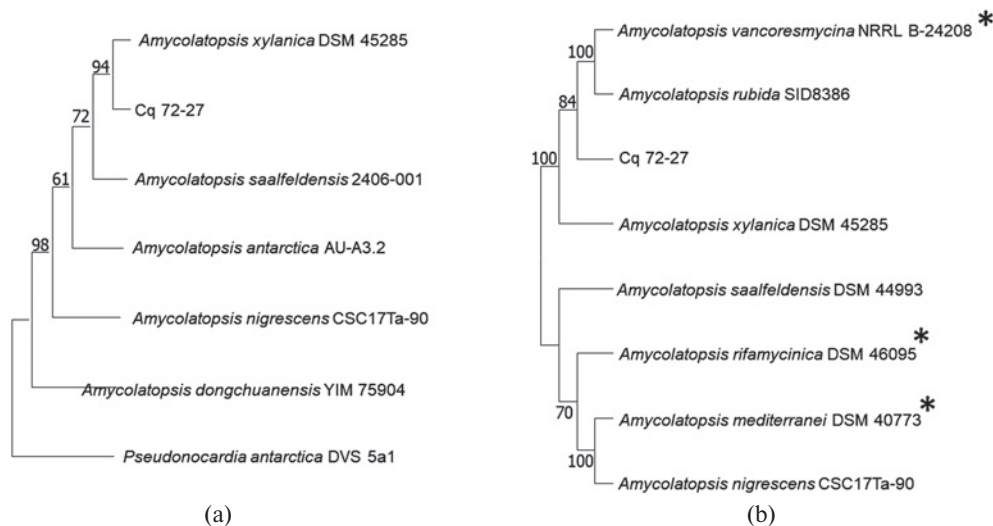 Amycolatopsis xylanica DSM 45285
94
Cq 72-27
72
Amycolatopsis saalfeldensis 2406-001
61
Amycolatopsis antarctica AU-A3.2
98
Amycolatopsis nigrescens CSC17Ta-90
Amycolatopsis dongchuanensis YIM 75904
Pseudonocardia antarctica DVS 5a1
(a)
Amycolatopsis vancoresmycina NRRL B-24208 *
100
Amycolatopsis rubida SID8386
84
Cq 72-27
100
Amycolatopsis xylanica DSM 45285
Amycolatopsis saalfeldensis DSM 44993
Amycolatopsis rifamycinica DSM 46095 *
70
Amycolatopsis mediterranei DSM 40773 *
100
Amycolatopsis nigrescens CSC17Ta-90
(b)